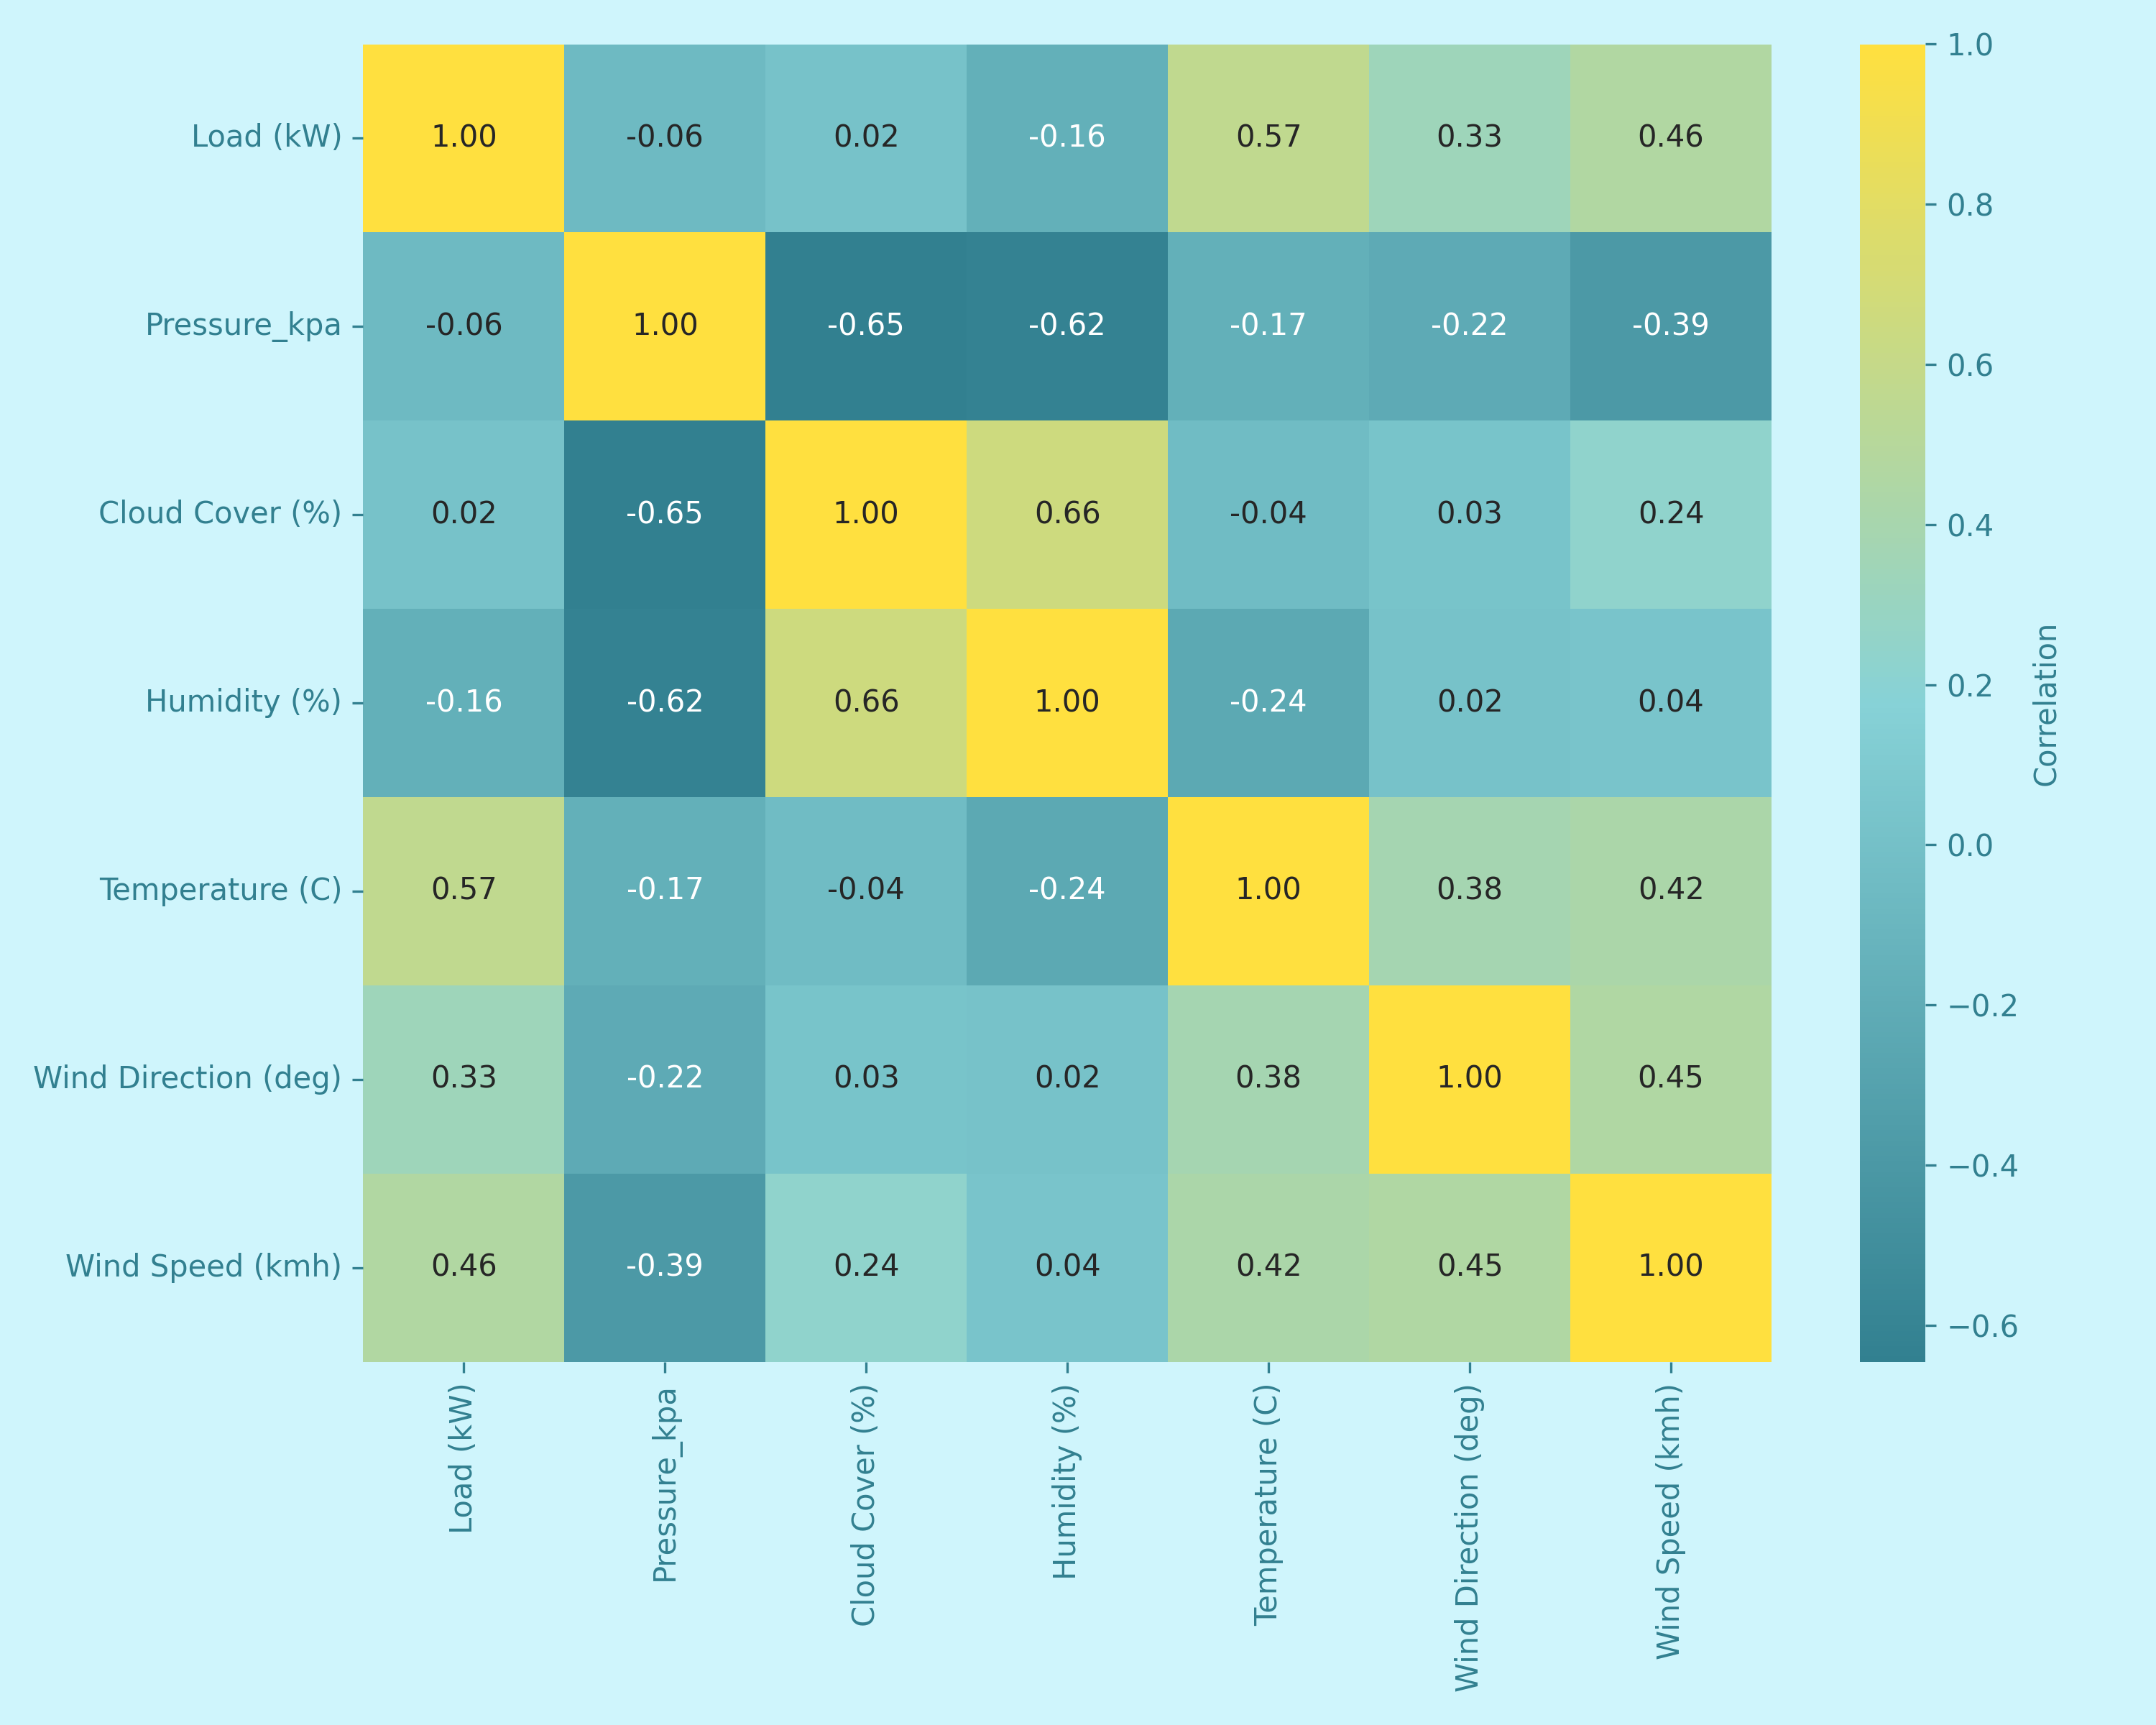 Load (kW) 1.00 -0.06 0.02 -0.16 0.57 0.33 0.46
Pressure_kpa -0.06 1.00 -0.65 -0.62 -0.17 -0.22 -0.39
Cloud Cover (%) 0.02 -0.65 1.00 0.66 -0.04 0.03 0.24
Humidity (%) -0.16 -0.62 0.66 1.00 -0.24 0.02 0.04
Temperature (C) 0.57 -0.17 -0.04 -0.24 1.00 0.38 0.42
Wind Direction (deg) 0.33 -0.22 0.03 0.02 0.38 1.00 0.45
Wind Speed (kmh) 0.46 -0.39 0.24 0.04 0.42 0.45 1.00
Load (kW)
Pressure_kpa
Cloud Cover (%)
Humidity (%)
Temperature (C)
Wind Direction (deg)
Wind Speed (kmh)
1.0
0.8
0.6
0.4
0.2
0.0
−0.2
−0.4
−0.6
Correlation